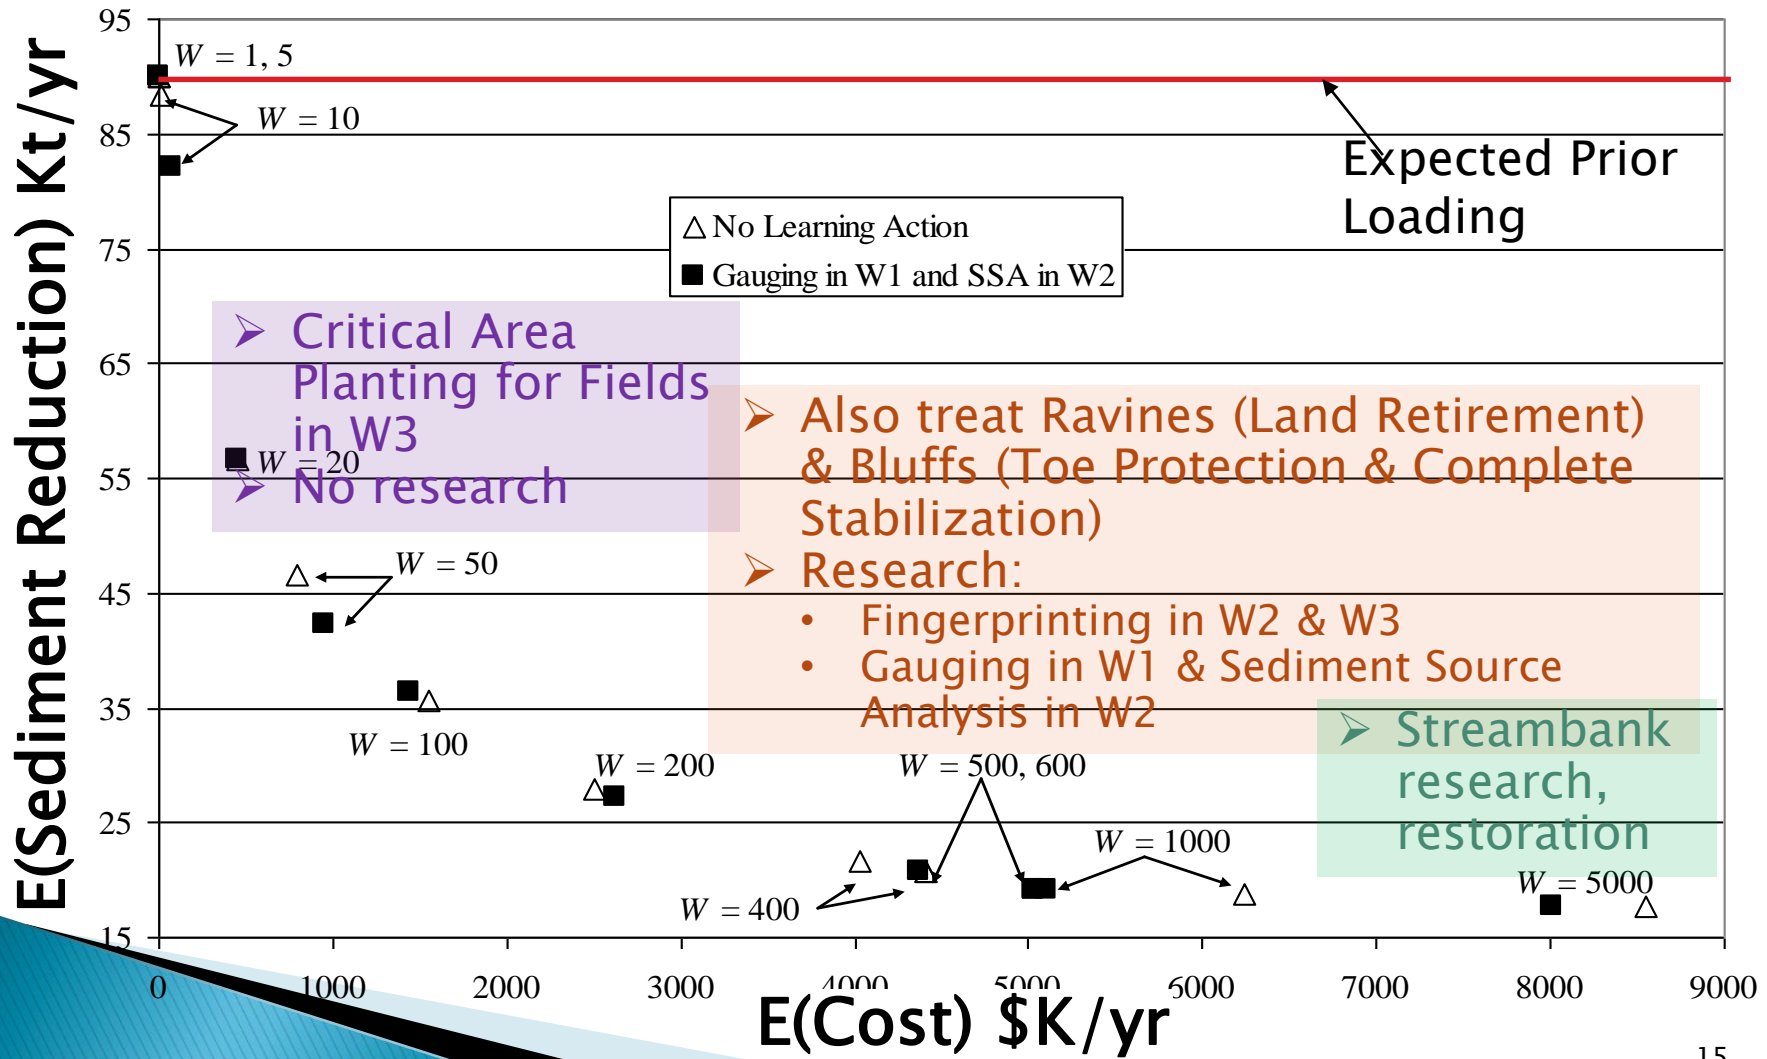 E(Sediment Reduction) Kt/yr
95
85
75
65
55
45
35
25
15
W = 1, 5
W = 10
Expected Prior
Loading
No Learning Action
Gauging in W1 and SSA in W2
➢ Critical Area
Planting for Fields
in W3
W = 20
➢ No research
➢ Also treat Ravines (Land Retirement)
& Bluffs (Toe Protection & Complete
Stabilization)
➢ Research:
• Fingerprinting in W2 & W3
• Gauging in W1 & Sediment Source
Analysis in W2
W = 50
W = 100
W = 200
W = 500, 600
➢ Streambank
research,
restoration
W = 1000
W = 400
W = 5000
0 1000 2000 3000 4000 5000 6000 7000 8000 9000
E(Cost) $K/yr
15